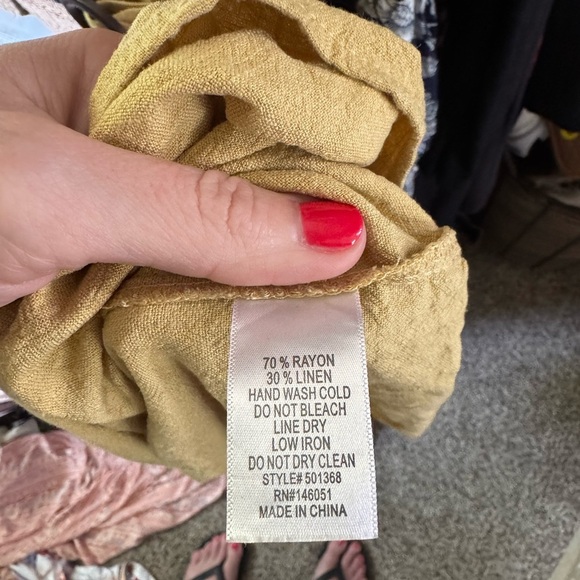 70 % RAYON
30 % LINEN
HAND WASH COLD
DO NOT BLEACH
LINE DRY
LOW IRON
DO NOT DRY CLEAN
STYLE# 501368
RN#146051
MADE IN CHINA